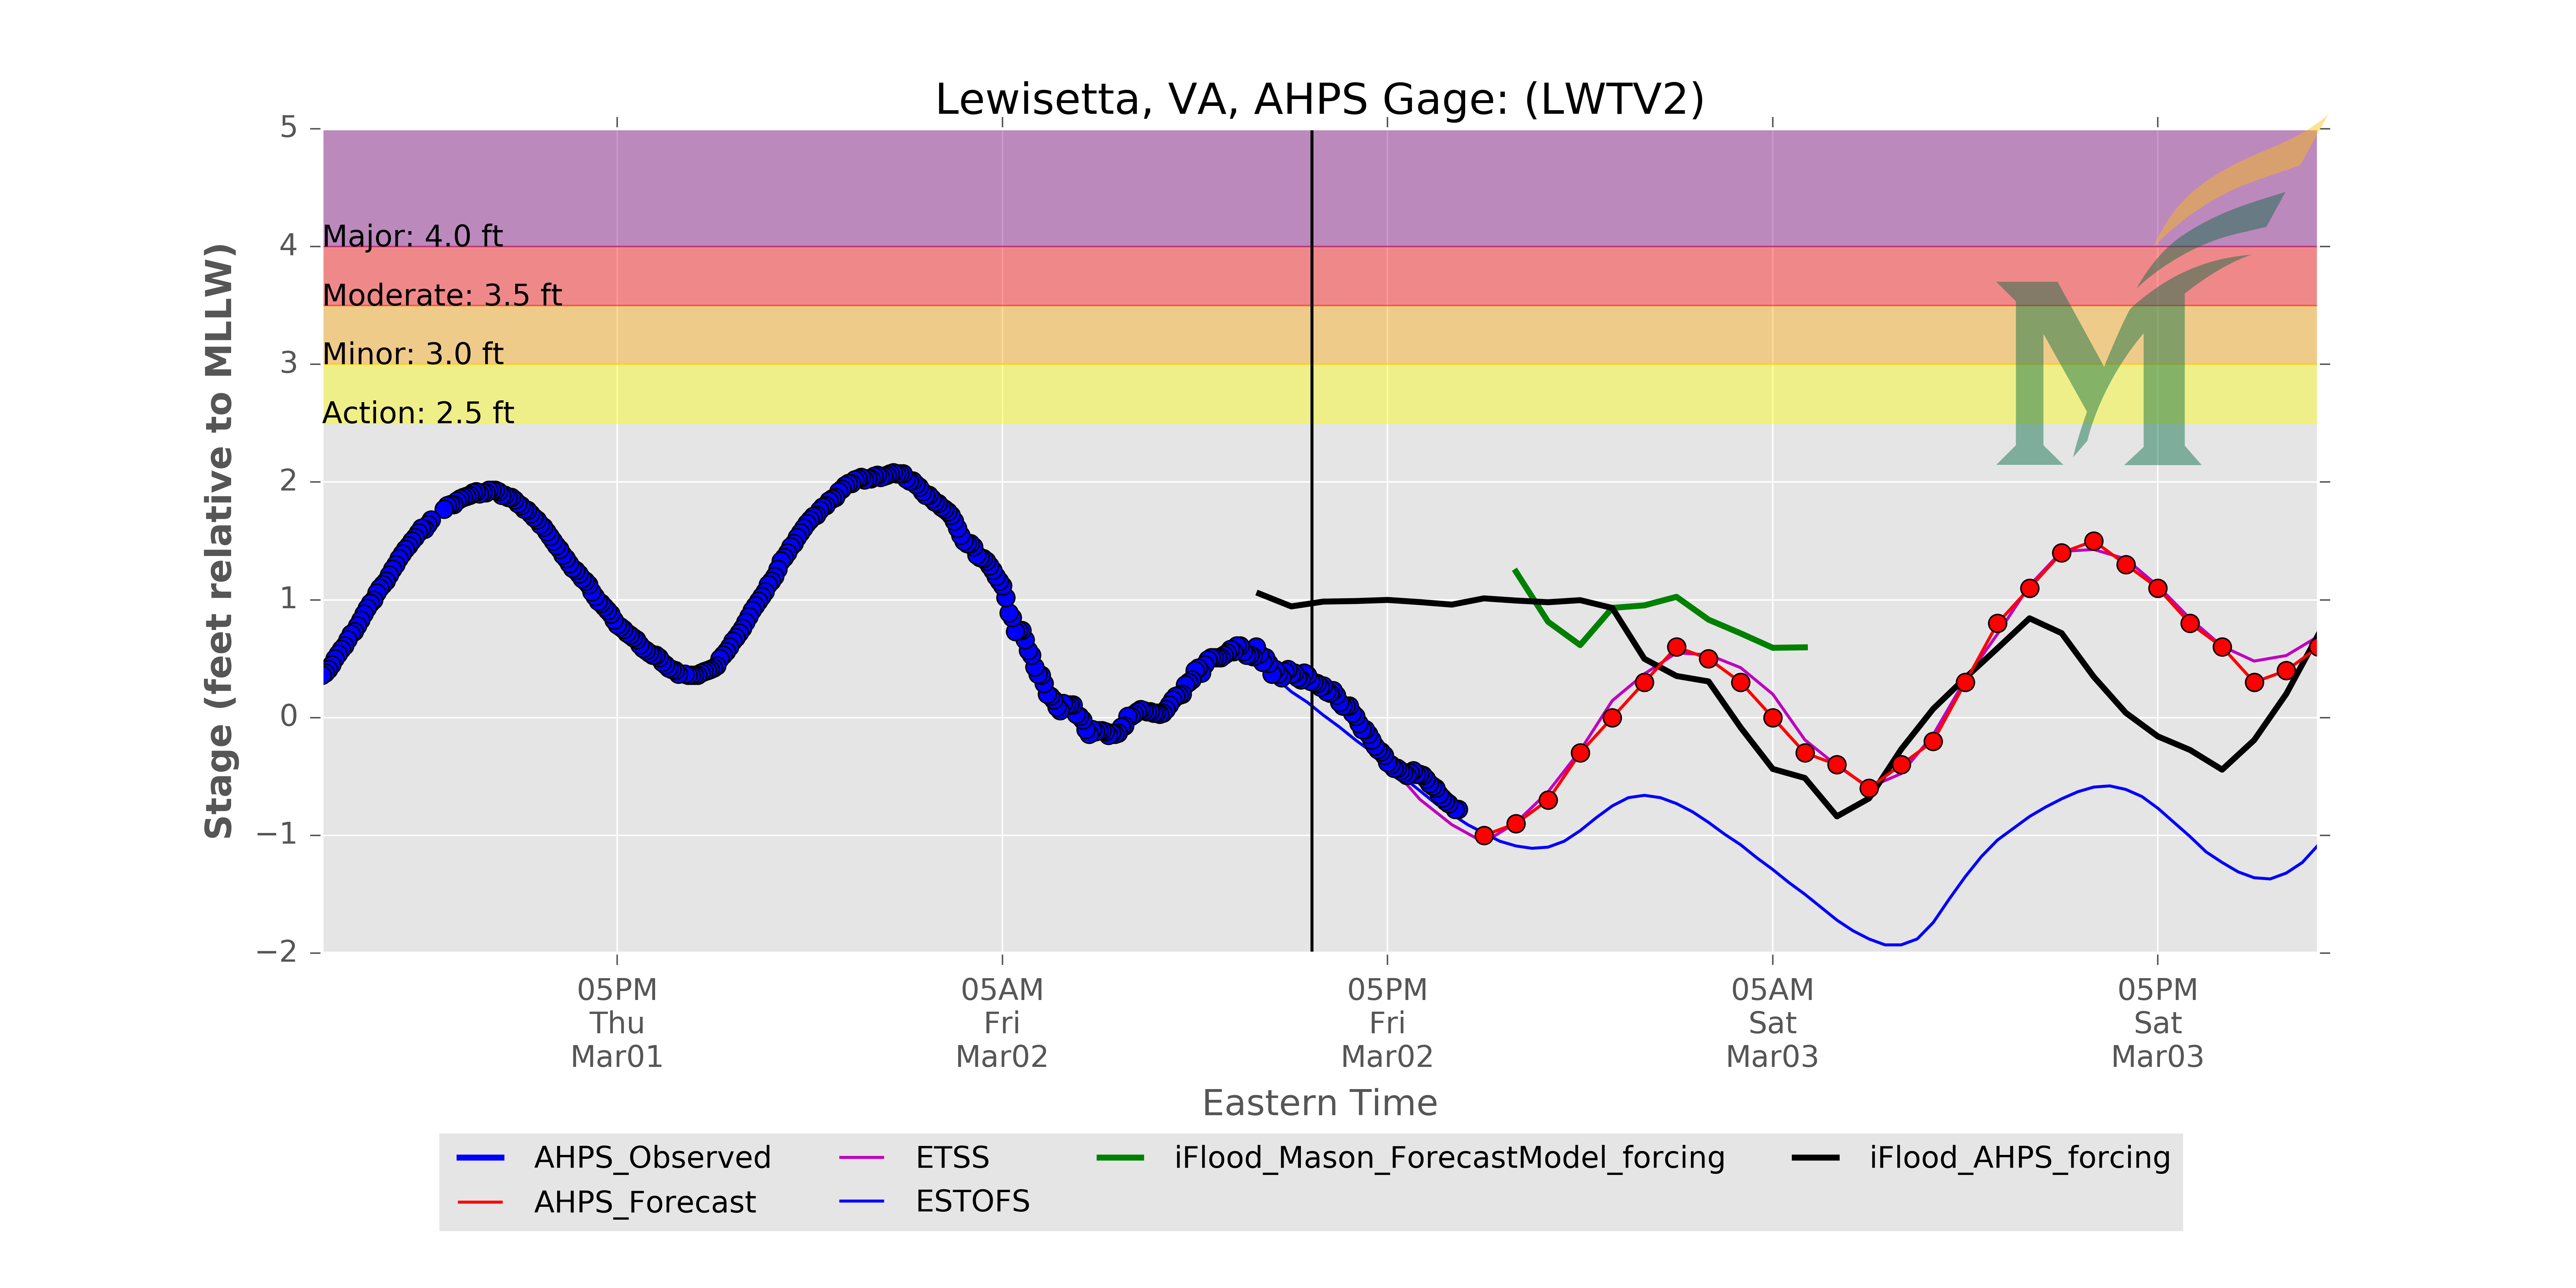 Lewisetta, VA, AHPS Gage: (LWTV2)
Stage (feet relative to MLLW)
5
4
3
2
1
0
−1
−2
Major: 4.0 ft
Moderate: 3.5 ft
Minor: 3.0 ft
Action: 2.5 ft
M
05PM
Thu
Mar01
05AM
Fri
Mar02
05PM
Fri
Mar02
05AM
Sat
Mar03
05PM
Sat
Mar03
Eastern Time
AHPS_Observed
AHPS_Forecast
ETSS
ESTOFS
iFlood_Mason_ForecastModel_forcing
iFlood_AHPS_forcing